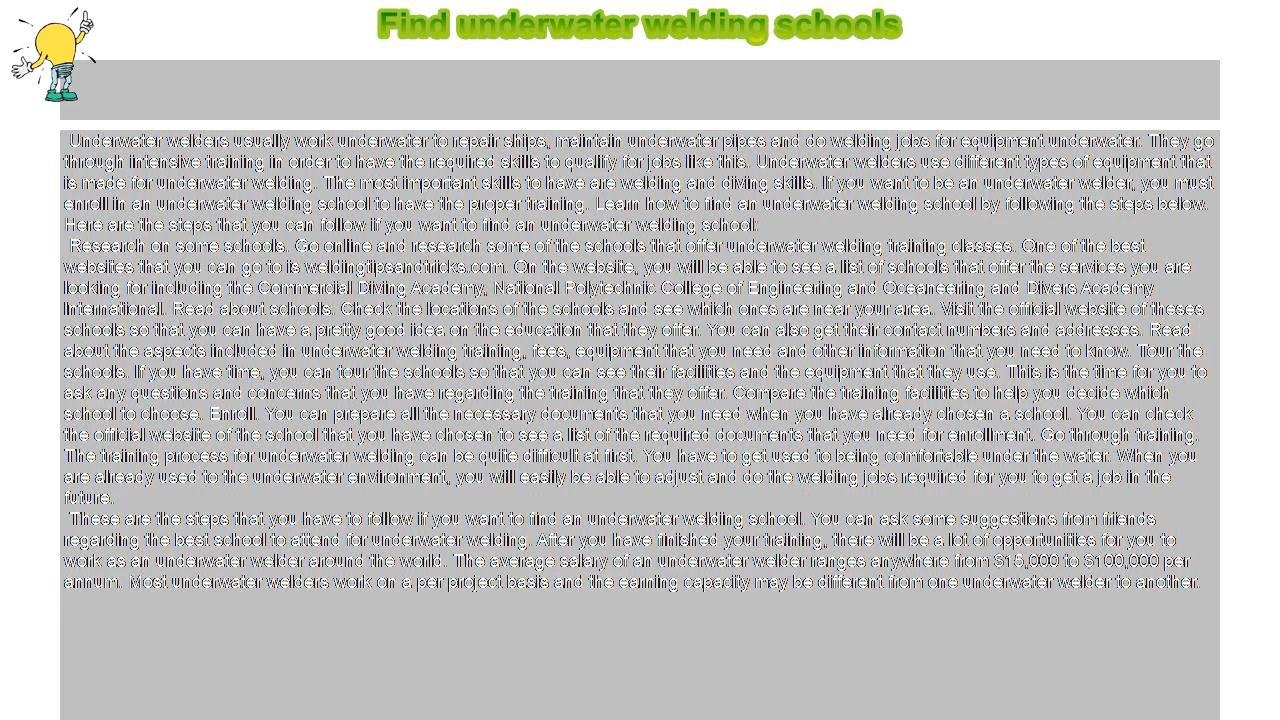 Find underwater welding schools
Underwater welders usually work underwater to repair ships, maintain underwater pipes and do welding jobs for equipment underwater. They go
through intensive training in order to have the required skills to qualify for jobs like this. Underwater welders use different types of equipment that
is made for underwater welding. The most important skills to have are welding and diving skills. If you want to be an underwater welder, you must
enroll in an underwater welding school to have the proper training. Learn how to find an underwater welding school by following the steps below.
Here are the steps that you can follow if you want to find an underwater welding school:
Research on some schools. Go online and research some of the schools that offer underwater welding training classes. One of the best
websites that you can go to is weldingtipsandtricks.com. On the website, you will be able to see a list of schools that offer the services you are
looking for including the Commercial Diving Academy, National Polytechnic College of Engineering and Oceaneering and Divers Academy
International. Read about schools. Check the locations of the schools and see which ones are near your area. Visit the official website of theses
schools so that you can have a pretty good idea on the education that they offer. You can also get their contact numbers and addresses. Read
about the aspects included in underwater welding training, fees, equipment that you need and other information that you need to know. Tour the
schools. If you have time, you can tour the schools so that you can see their facilities and the equipment that they use. This is the time for you to
ask any questions and concerns that you have regarding the training that they offer. Compare the training facilities to help you decide which
school to choose. Enroll. You can prepare all the necessary documents that you need when you have already chosen a school. You can check
the official website of the school that you have chosen to see a list of the required documents that you need for enrollment. Go through training.
The training process for underwater welding can be quite difficult at first. You have to get used to being comfortable under the water. When you
are already used to the underwater environment, you will easily be able to adjust and do the welding jobs required for you to get a job in the
future.
These are the steps that you have to follow if you want to find an underwater welding school. You can ask some suggestions from friends
regarding the best school to attend for underwater welding. After you have finished your training, there will be a lot of opportunities for you to
work as an underwater welder around the world. The average salary of an underwater welder ranges anywhere from $15,000 to $100,000 per
annum. Most underwater welders work on a per project basis and the earning capacity may be different from one underwater welder to another.